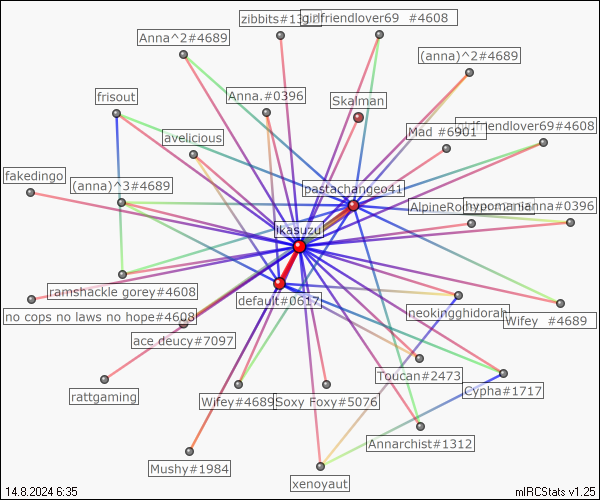 zibbits#1312
girlfriendlover69 #4608
Anna^2#4689
(anna)^2#4689
frisout
Anna.#0396
Skalman
Mad #6901
girlfriendlover69#4608
avelicious
fakedingo
(anna)^3#4689
pastachangeo41
hypomanianna#0396
ikasuzu
ramshackle gorey#4608
default#0617
no cops no laws no hope#4608
neokingghidorah
Wifey #4689
ace deucy#7097
Toucan#2473
rattgaming
Wifey#4689
Soxy Foxy#5076
Cypha#1717
Annarchist#1312
Mushy#1984
xenoyaut
14.8.2024 6:35
mIRCStats v1.25